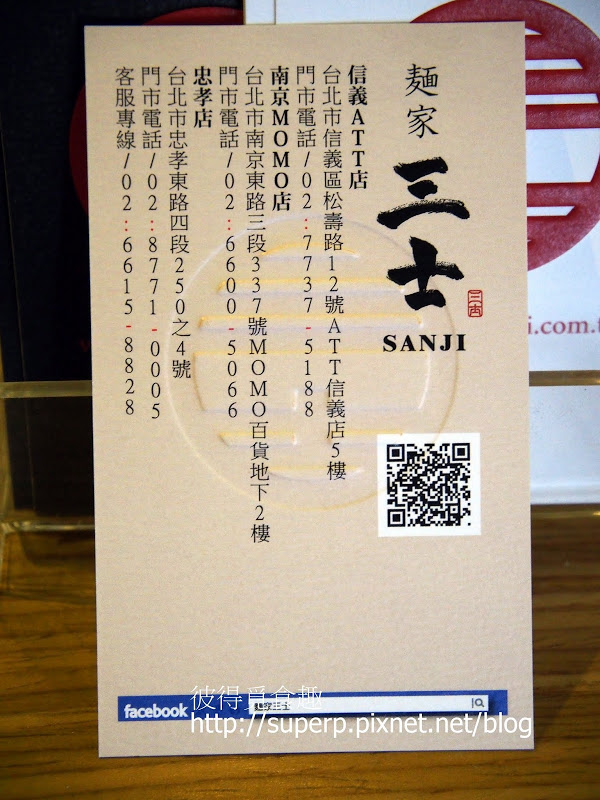 麵家
三士
SANJI
信義ATT店
台北市信義區松壽路12號ATT信義店5樓
門市電話/02:7737-5188
南京MOMO店
台北市南京東路三段337號MOMO百貨地下2樓
門市電話/02:6600-5066
忠孝店
台北市忠孝東路四段250之4號
門市電話/02:8771-0005
客服專線/02:6615-8828
facebook
麵家三士
彼得覓食趣
http://superp.pixnet.net/blog
i.com.t